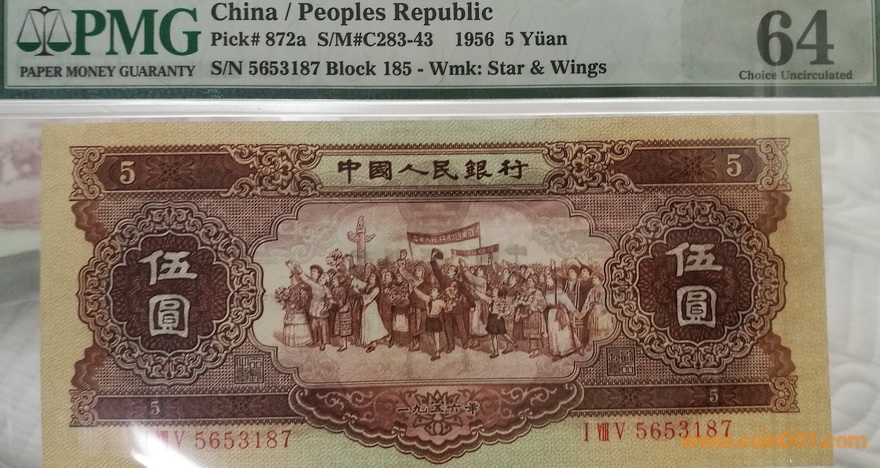 PMG
PAPER MONEY GUARANTY
China / Peoples Republic
Pick# 872a S/M#C283-43 1956 5 Yüan
S/N 5653187 Block 185 - Wmk: Star & Wings
64
Choice Uncirculated
5
中國人民銀行
5
伍圓
伍圓
5
一九五六年
5
I VIII V 5653187
I VIII V 5653187
www.coin001.com